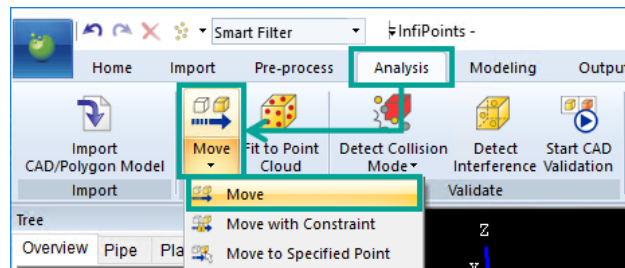 Smart Filter InfiPoints -
Home Import Pre-process Analysis Modeling Outpu
Import Move Fit to Point Detect Collision Detect Start CAD
CAD/Polygon Model Cloud Mode Interference Validation
Import Validate
Move
Tree
Move with Constraint
Z
Overview Pipe Pla
Move to Specified Point